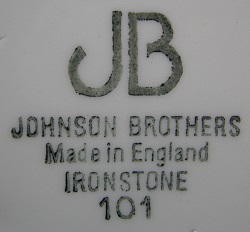 JB
JOHNSON BROTHERS
Made in England
IRONSTONE
101